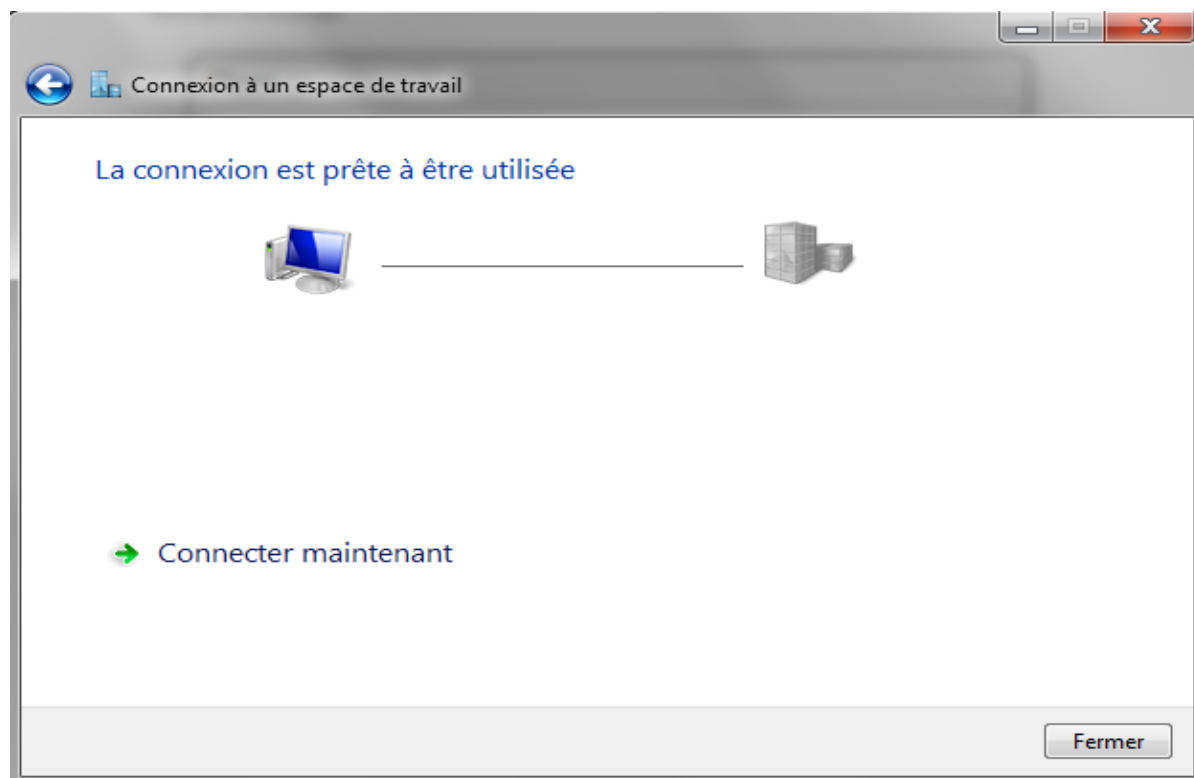 Connexion à un espace de travail
La connexion est prête à être utilisée
Connecter maintenant
Fermer